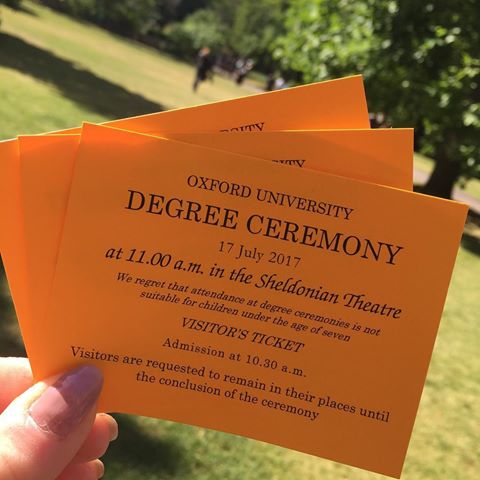 OXFORD UNIVERSITY
DEGREE CEREMONY
17 July 2017
at 11.00 a.m. in the Sheldonian Theatre
We regret that attendance at degree ceremonies is not
suitable for children under the age of seven
VISITOR'S TICKET
Admission at 10.30 a.m.
Visitors are requested to remain in their places until
the conclusion of the ceremony
RSITY
SITY